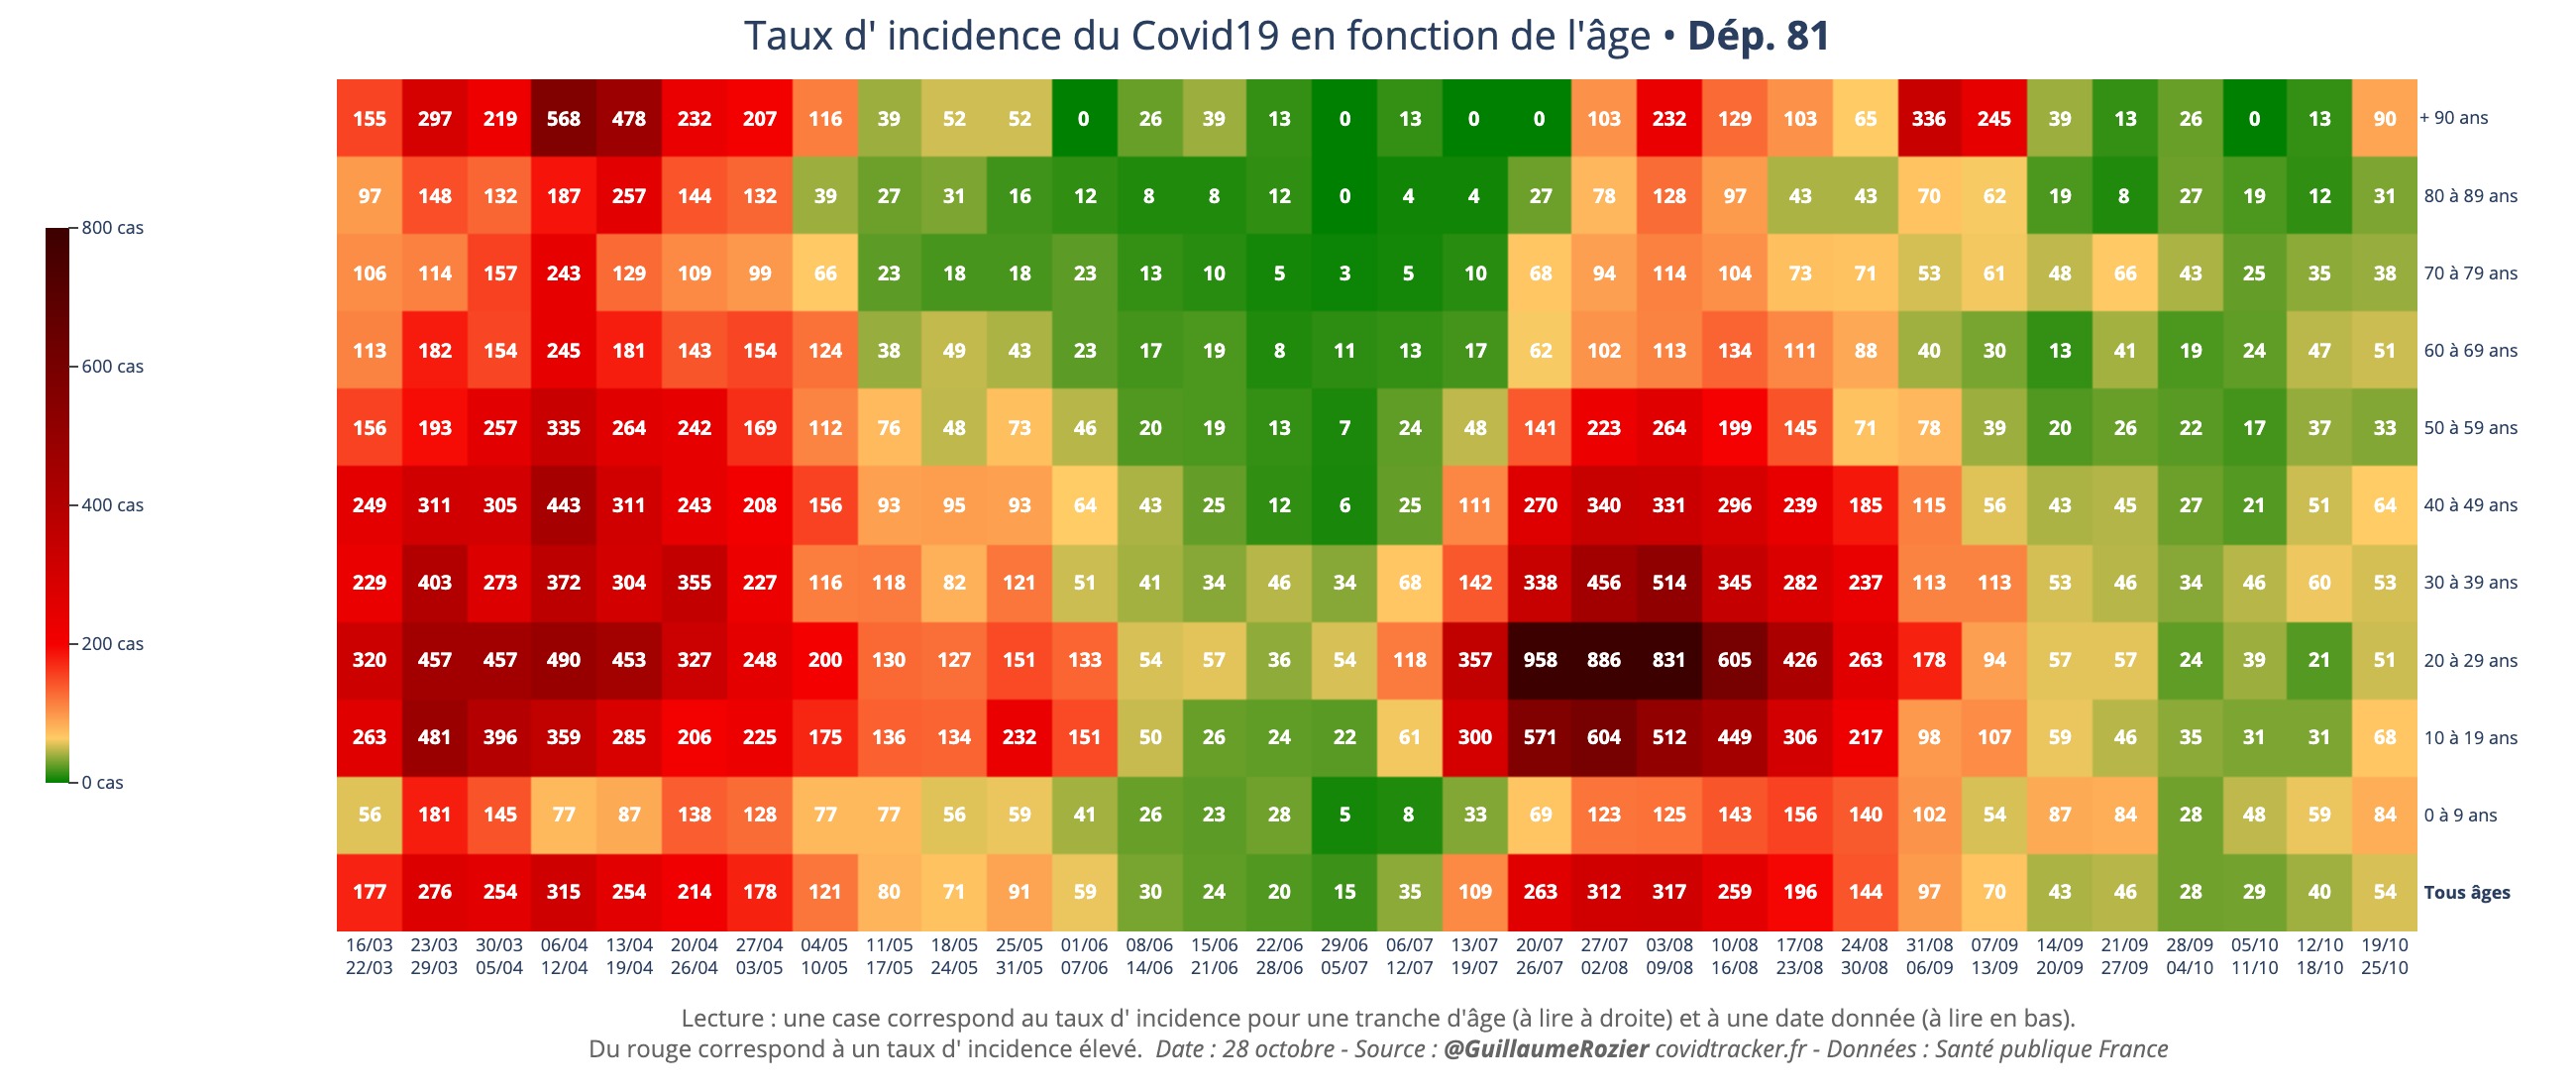 Taux d' incidence du Covid19 en fonction de l'âge • Dép. 81
155 297 219 568 478 232 207 116 39 52 52 0 26 39 13 0 13 0 0 103 232 129 103 65 336 245 39 13 26 0 13 90 + 90 ans
97 148 132 187 257 144 132 39 27 31 16 12 8 8 12 0 4 4 27 78 128 97 43 43 70 62 19 8 27 19 12 31 80 à 89 ans
800 cas
106 114 157 243 129 109 99 66 23 18 18 23 13 10 5 3 5 10 68 94 114 104 73 71 53 61 48 66 43 25 35 38 70 à 79 ans
113 182 154 245 181 143 154 124 38 49 43 23 17 19 8 11 13 17 62 102 113 134 111 88 40 30 13 41 19 24 47 51 60 à 69 ans
600 cas
156 193 257 335 264 242 169 112 76 48 73 46 20 19 13 7 24 48 141 223 264 199 145 71 78 39 20 26 22 17 37 33 50 à 59 ans
249 311 305 443 311 243 208 156 93 95 93 64 43 25 12 6 25 111 270 340 331 296 239 185 115 56 43 45 27 21 51 64 40 à 49 ans
400 cas
229 403 273 372 304 355 227 116 118 82 121 51 41 34 46 34 68 142 338 456 514 345 282 237 113 113 53 46 34 46 60 53 30 à 39 ans
200 cas
320 457 457 490 453 327 248 200 130 127 151 133 54 57 36 54 118 357 958 886 831 605 426 263 178 94 57 57 24 39 21 51 20 à 29 ans
263 481 396 359 285 206 225 175 136 134 232 151 50 26 24 22 61 300 571 604 512 449 306 217 98 107 59 46 35 31 31 68 10 à 19 ans
0 cas
56 181 145 77 87 138 128 77 77 56 59 41 26 23 28 5 8 33 69 123 125 143 156 140 102 54 87 84 28 48 59 84 0 à 9 ans
177 276 254 315 254 214 178 121 80 71 91 59 30 24 20 15 35 109 263 312 317 259 196 144 97 70 43 46 28 29 40 54 Tous âges
16/03 23/03 30/03 06/04 13/04 20/04 27/04 04/05 11/05 18/05 25/05 01/06 08/06 15/06 22/06 29/06 06/07 13/07 20/07 27/07 03/08 10/08 17/08 24/08 31/08 07/09 14/09 21/09 28/09 05/10 12/10 19/10
22/03 29/03 05/04 12/04 19/04 26/04 03/05 10/05 17/05 24/05 31/05 07/06 14/06 21/06 28/06 05/07 12/07 19/07 26/07 02/08 09/08 16/08 23/08 30/08 06/09 13/09 20/09 27/09 04/10 11/10 18/10 25/10
Lecture : une case correspond au taux d' incidence pour une tranche d'âge (à lire à droite) et à une date donnée (à lire en bas).
Du rouge correspond à un taux d' incidence élevé. Date : 28 octobre - Source : @GuillaumeRozier covidtracker.fr - Données : Santé publique France